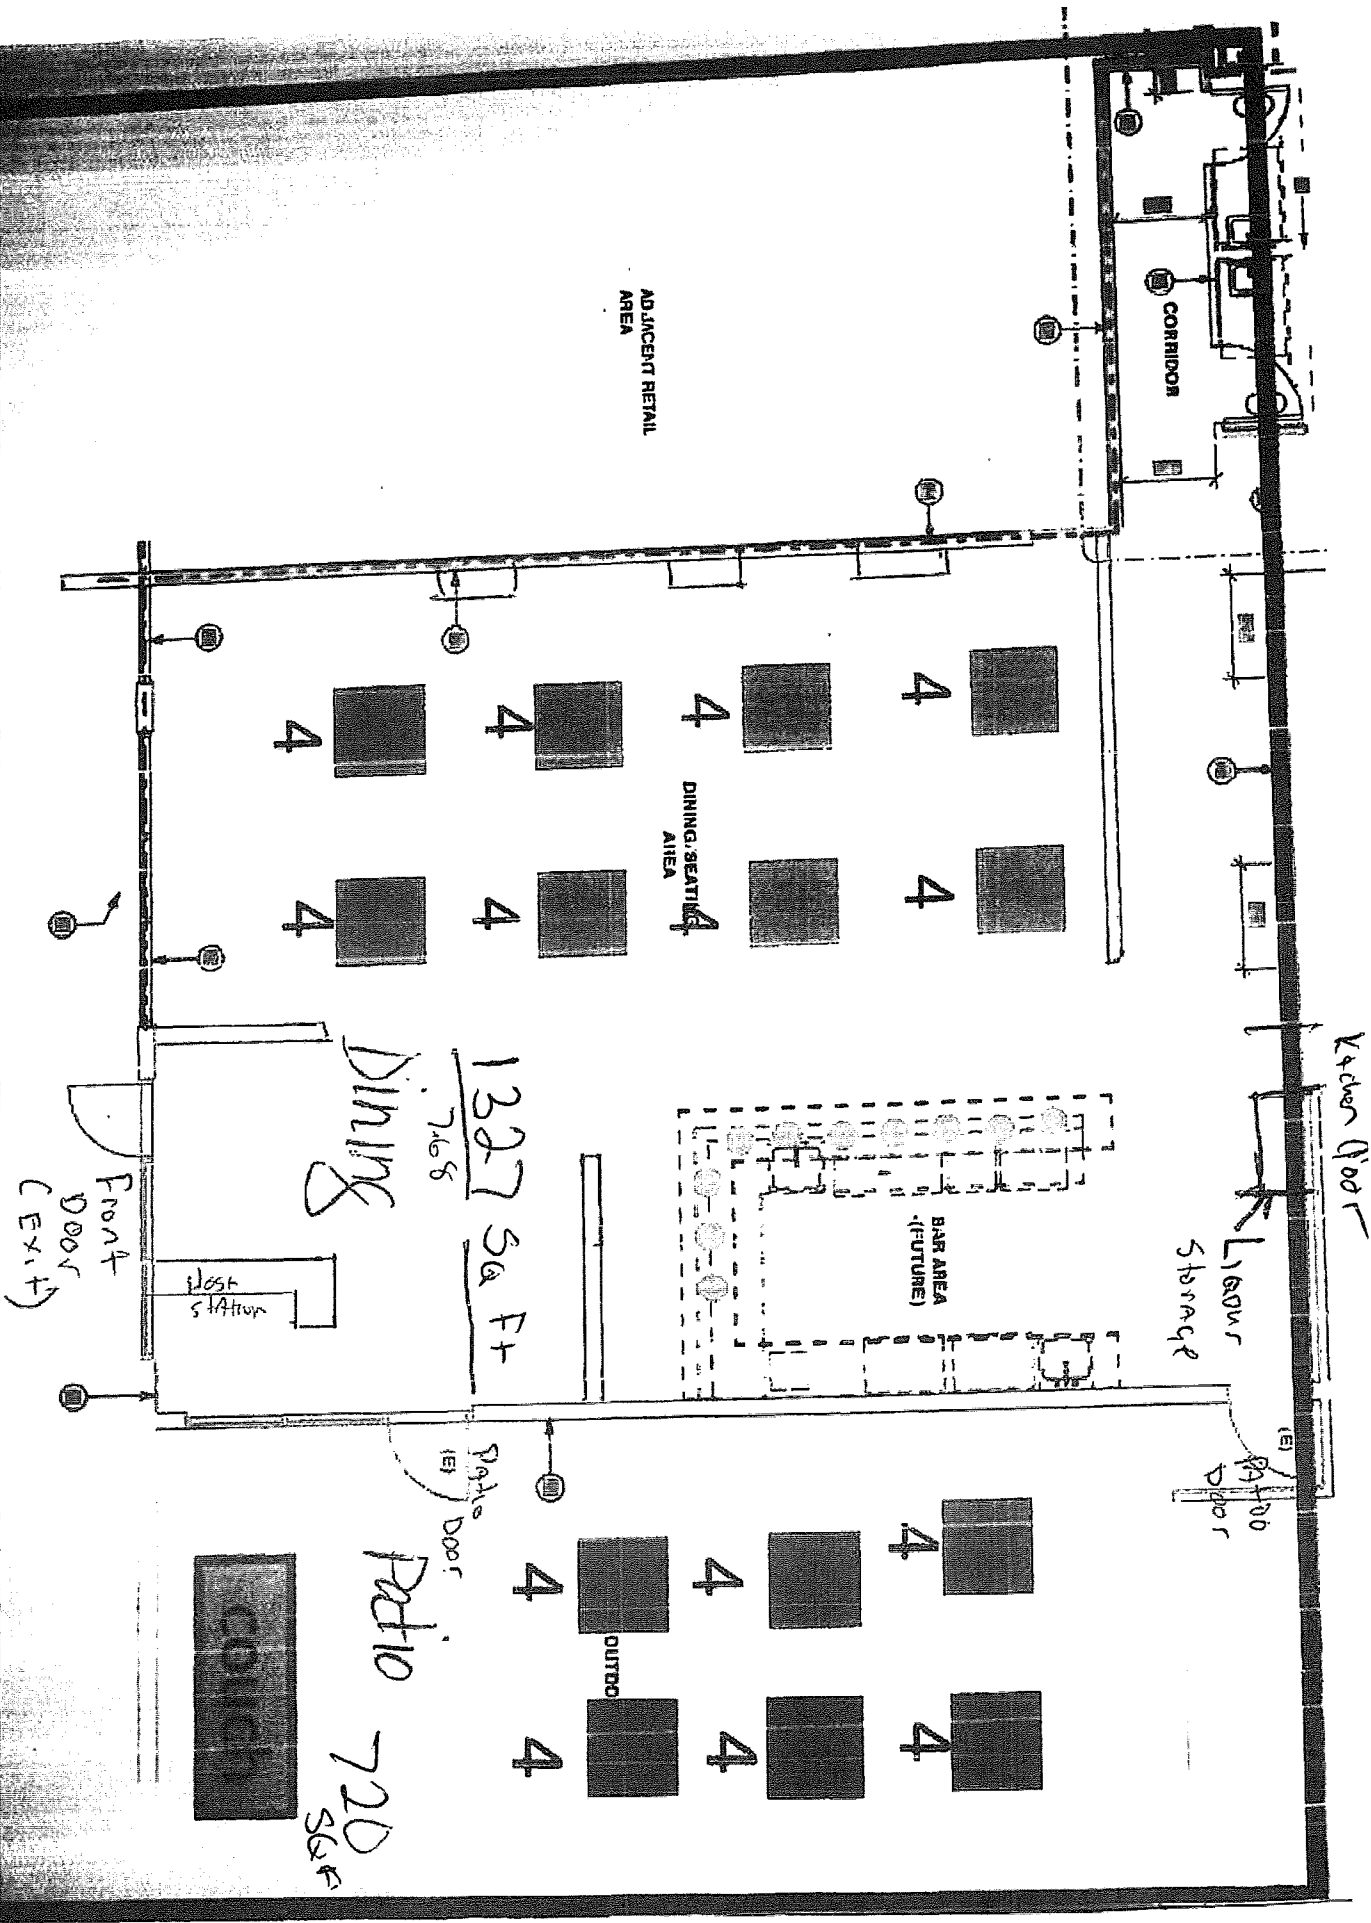 Kitchen Door
CORRIDOR
Liquor
Storage
(E)
Patio
Door
ADJACENT RETAIL
AREA
BAR AREA
-(FUTURE)
4
4
4
4
4
4
DINING/SEATING
AREA
4
4
4
4
4
4
4
4
OUTDO
1327 SQ Ft
768
Dining
Patio Door
(E)
Patio 720
SQF
Host
Station
COUCH
Front
Door
(Exit)